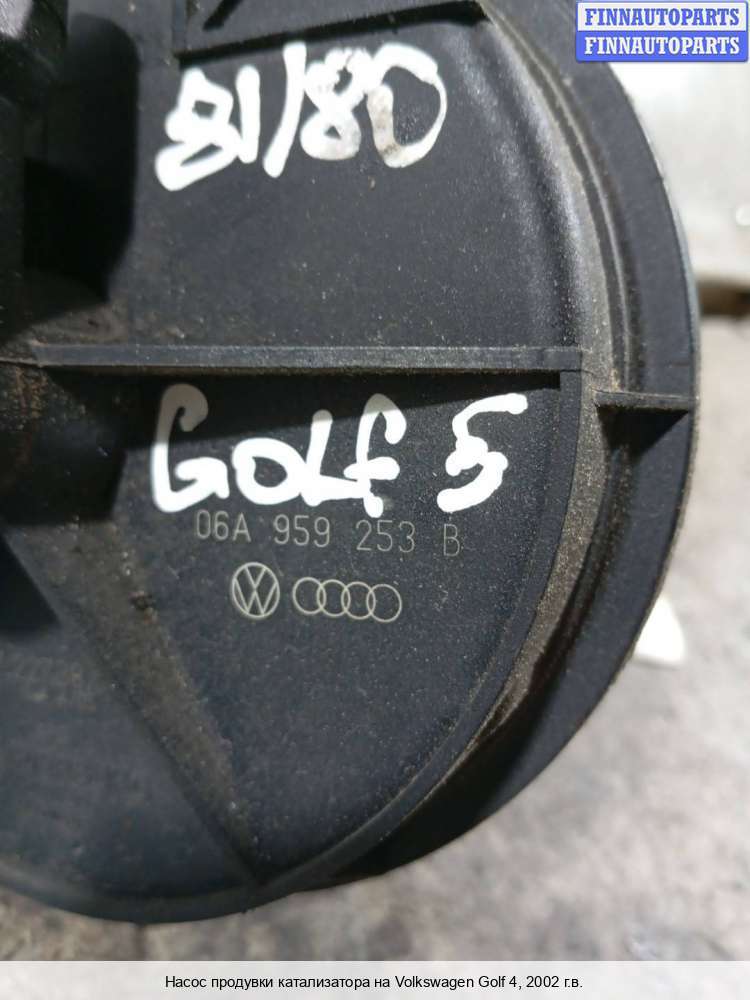 FINNAUTOPARTS
FINNAUTOPARTS
81/80
GOLF 5
06A 959 253 B
Насос продувки катализатора на Volkswagen Golf 4, 2002 г.в.